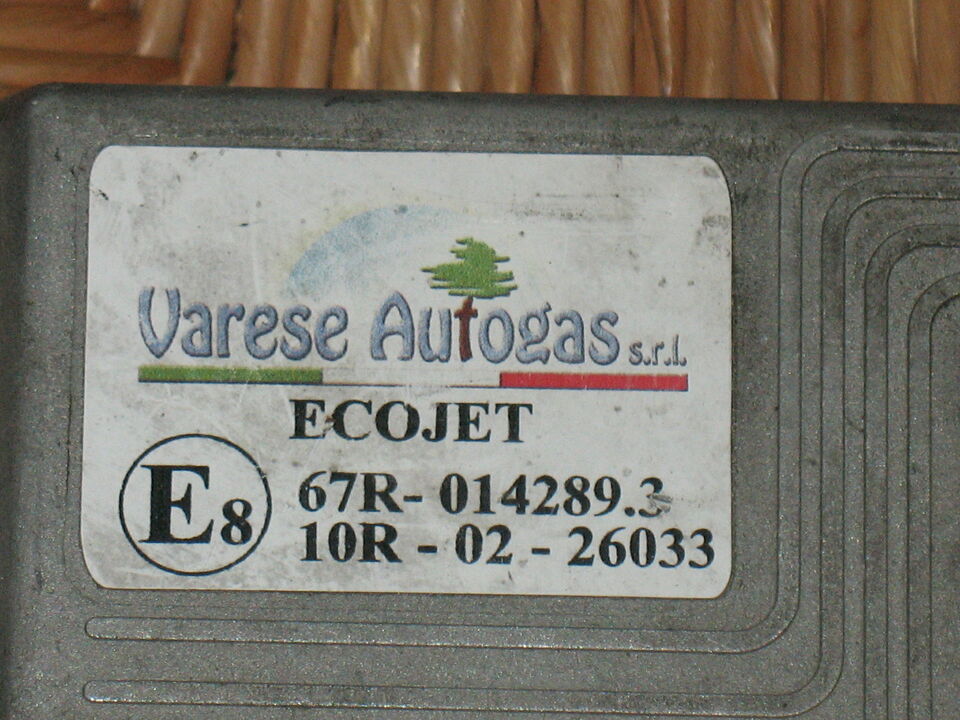 Varese Autogas s.r.l.
ECOJET
E8 67R- 014289.3
10R - 02 - 26033